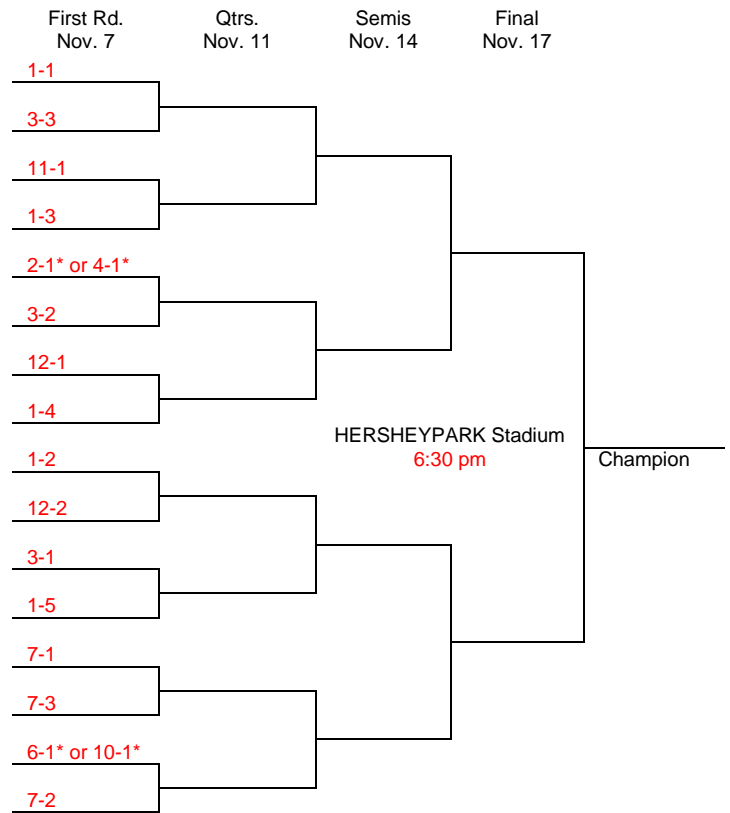 First Rd. Qtrs. Semis Final
Nov. 7 Nov. 11 Nov. 14 Nov. 17
1-1
3-3
11-1
1-3
2-1* or 4-1*
3-2
12-1
1-4
HERSHEYPARK Stadium
6:30 pm
Champion
1-2
12-2
3-1
1-5
7-1
7-3
6-1* or 10-1*
7-2